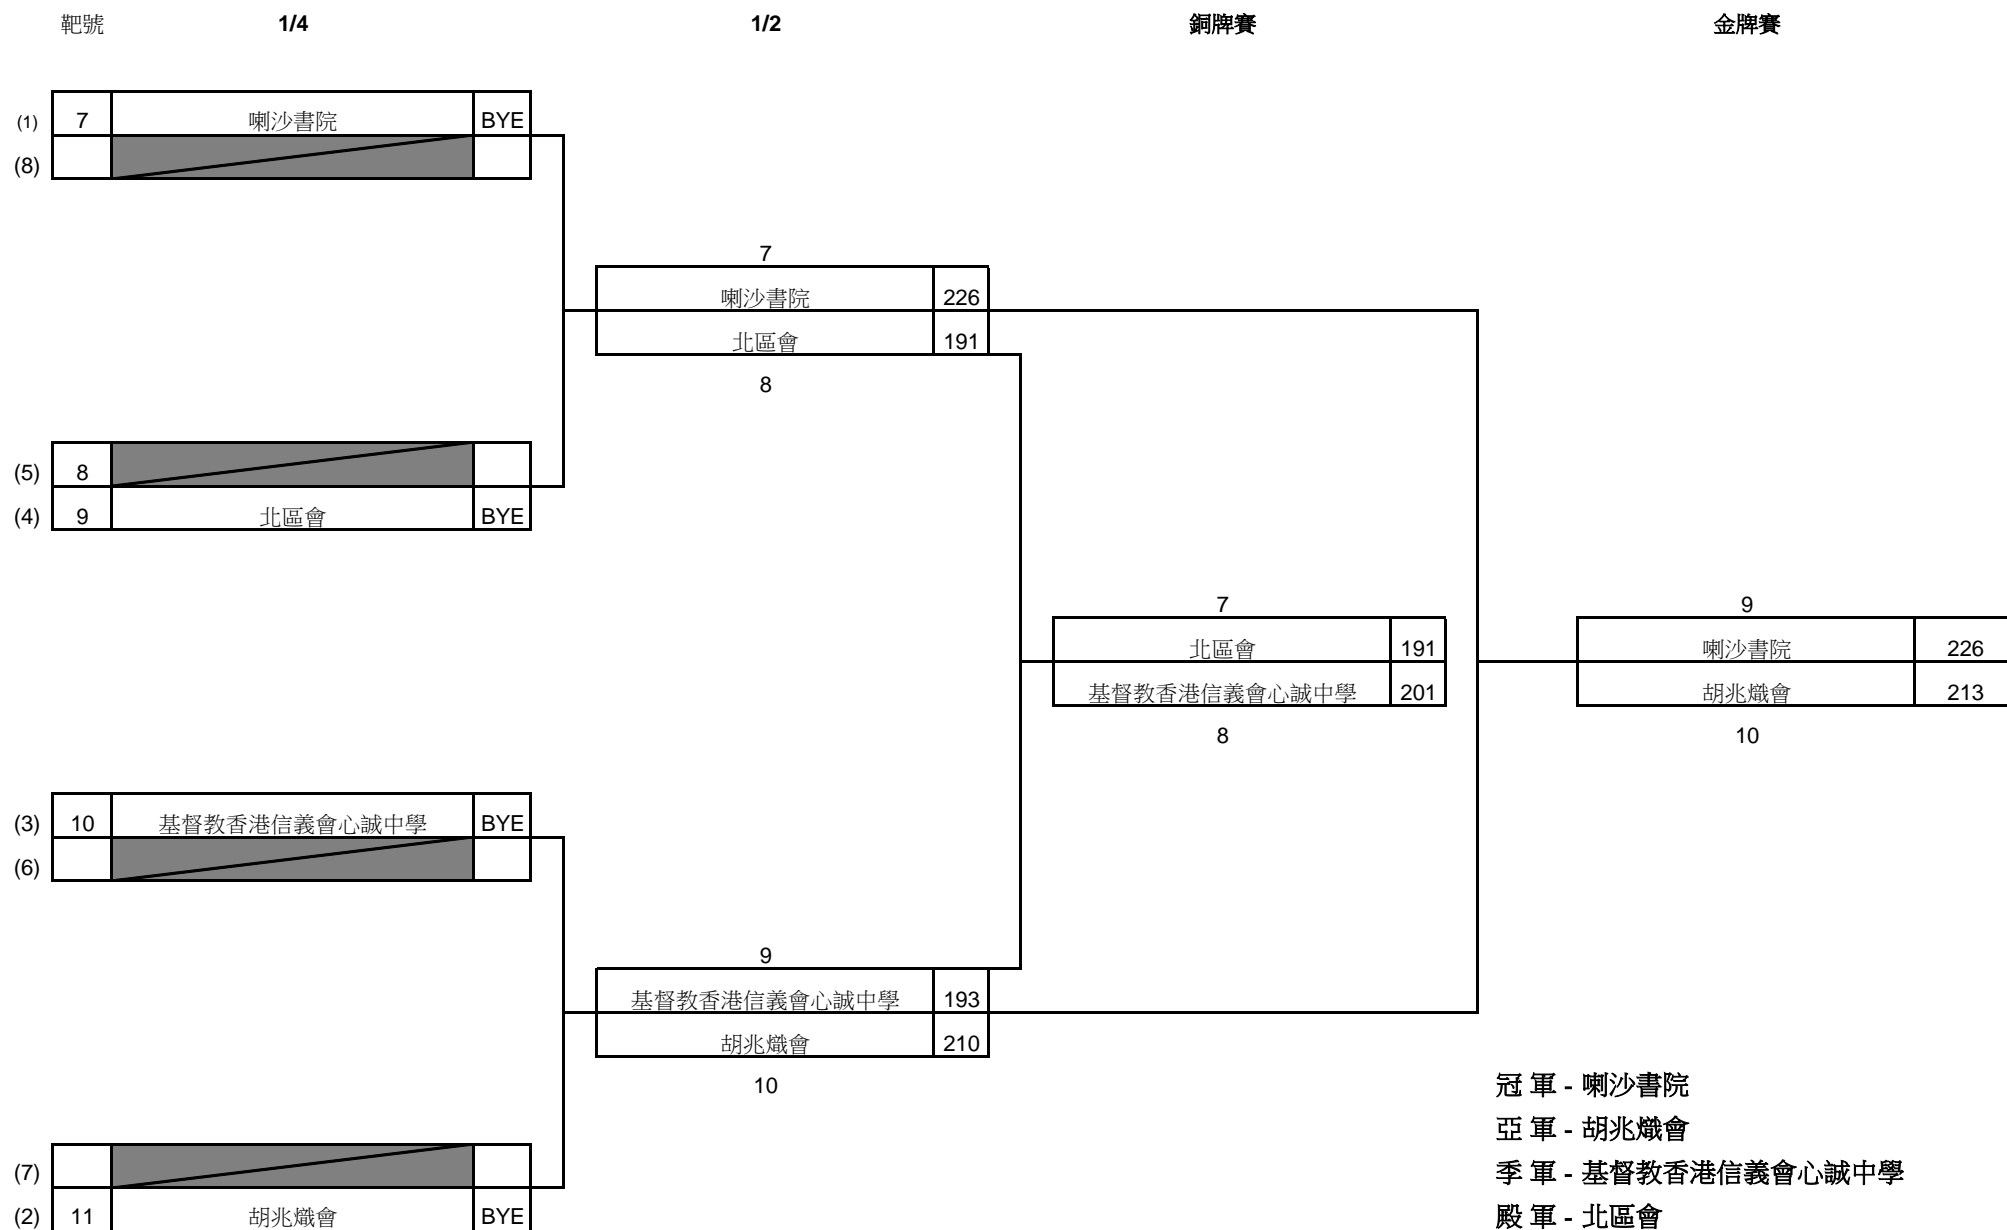 靶號 1/4 1/2 銅牌賽 金牌賽
(1) 7 喇沙書院 BYE
(8)
7
喇沙書院 226
北區會 191
8
(5) 8
(4) 9 北區會 BYE
7 9
北區會 191 喇沙書院 226
基督教香港信義會心誠中學 201 胡兆熾會 213
8 10
(3) 10 基督教香港信義會心誠中學 BYE
(6)
9
基督教香港信義會心誠中學 193
胡兆熾會 210
10
冠 軍 - 喇沙書院
亞 軍 - 胡兆熾會
(7) 季 軍 - 基督教香港信義會心誠中學
(2) 11 胡兆熾會 BYE 殿 軍 - 北區會